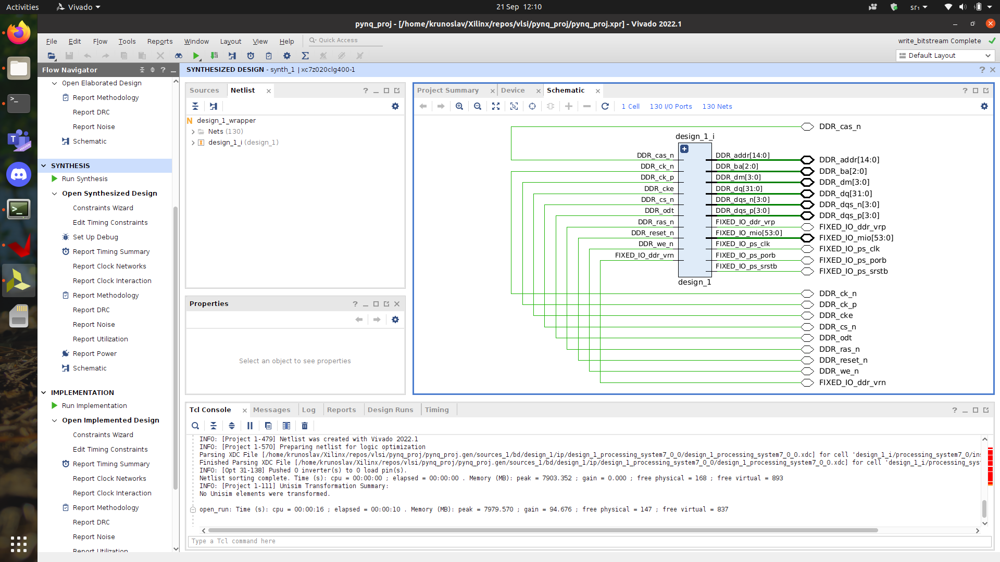 Activities
Vivado
21 Sep 12:10
sr₁
pynq_proj - [/home/krunoslav/Xilinx/repos/vlsi/pynq_proj/pynq_proj.xpr] - Vivado 2022.1
File Edit Flow Tools Reports Window Layout View Help
Quick Access
write_bitstream Complete
Default Layout
Flow Navigator
SYNTHESIZED DESIGN - synth_1 | xc7z020clg400-1
Open Elaborated Design
Report Methodology
Report DRC
Report Noise
Schematic
SYNTHESIS
Run Synthesis
Open Synthesized Design
Constraints Wizard
Edit Timing Constraints
Set Up Debug
Report Timing Summary
Report Clock Networks
Report Clock Interaction
Report Methodology
Report DRC
Report Noise
Report Utilization
Report Power
Schematic
IMPLEMENTATION
Run Implementation
Open Implemented Design
Constraints Wizard
Edit Timing Constraints
Report Timing Summary
Report Clock Networks
Report Clock Interaction
Report Methodology
Report DRC
Report Noise
Report Utilization
Sources Netlist
design_1_wrapper
Nets (130)
design_1_i (design_1)
Properties
Select an object to see properties
Project Summary Device Schematic
1 Cell 130 I/O Ports 130 Nets
DDR_cas_n
design_1_i
DDR_cas_n
DDR_ck_n
DDR_ck_p
DDR_cke
DDR_cs_n
DDR_odt
DDR_ras_n
DDR_reset_n
DDR_we_n
FIXED_IO_ddr_vrn
DDR_addr[14:0]
DDR_ba[2:0]
DDR_dm[3:0]
DDR_dq[31:0]
DDR_dqs_n[3:0]
DDR_dqs_p[3:0]
FIXED_IO_ddr_vrp
FIXED_IO_mio[53:0]
FIXED_IO_ps_clk
FIXED_IO_ps_porb
FIXED_IO_ps_srstb
design_1
DDR_addr[14:0]
DDR_ba[2:0]
DDR_dm[3:0]
DDR_dq[31:0]
DDR_dqs_n[3:0]
DDR_dqs_p[3:0]
FIXED_IO_ddr_vrp
FIXED_IO_mio[53:0]
FIXED_IO_ps_clk
FIXED_IO_ps_porb
FIXED_IO_ps_srstb
DDR_ck_n
DDR_ck_p
DDR_cke
DDR_cs_n
DDR_odt
DDR_ras_n
DDR_reset_n
DDR_we_n
FIXED_IO_ddr_vrn
Tcl Console Messages Log Reports Design Runs Timing
INFO: [Project 1-479] Netlist was created with Vivado 2022.1
INFO: [Project 1-570] Preparing netlist for logic optimization
Parsing XDC File [/home/krunoslav/Xilinx/repos/vlsi/pynq_proj/pynq_proj.gen/sources_1/bd/design_1/ip/design_1_processing_system7_0_0/design_1_processing_system7_0_0.xdc] for cell 'design_1_i/processing_system7_0/ins
Finished Parsing XDC File [/home/krunoslav/Xilinx/repos/vlsi/pynq_proj/pynq_proj.gen/sources_1/bd/design_1/ip/design_1_processing_system7_0_0/design_1_processing_system7_0_0.xdc] for cell 'design_1_i/processing_sys
INFO: [Opt 31-138] Pushed 0 inverter(s) to 0 load pin(s).
Netlist sorting complete. Time (s): cpu = 00:00:00 ; elapsed = 00:00:00 . Memory (MB): peak = 7903.352 ; gain = 0.000 ; free physical = 168 ; free virtual = 893
INFO: [Project 1-111] Unisim Transformation Summary:
No Unisim elements were transformed.
open_run: Time (s): cpu = 00:00:16 ; elapsed = 00:00:10 . Memory (MB): peak = 7979.570 ; gain = 94.676 ; free physical = 147 ; free virtual = 837
Type a Tcl command here